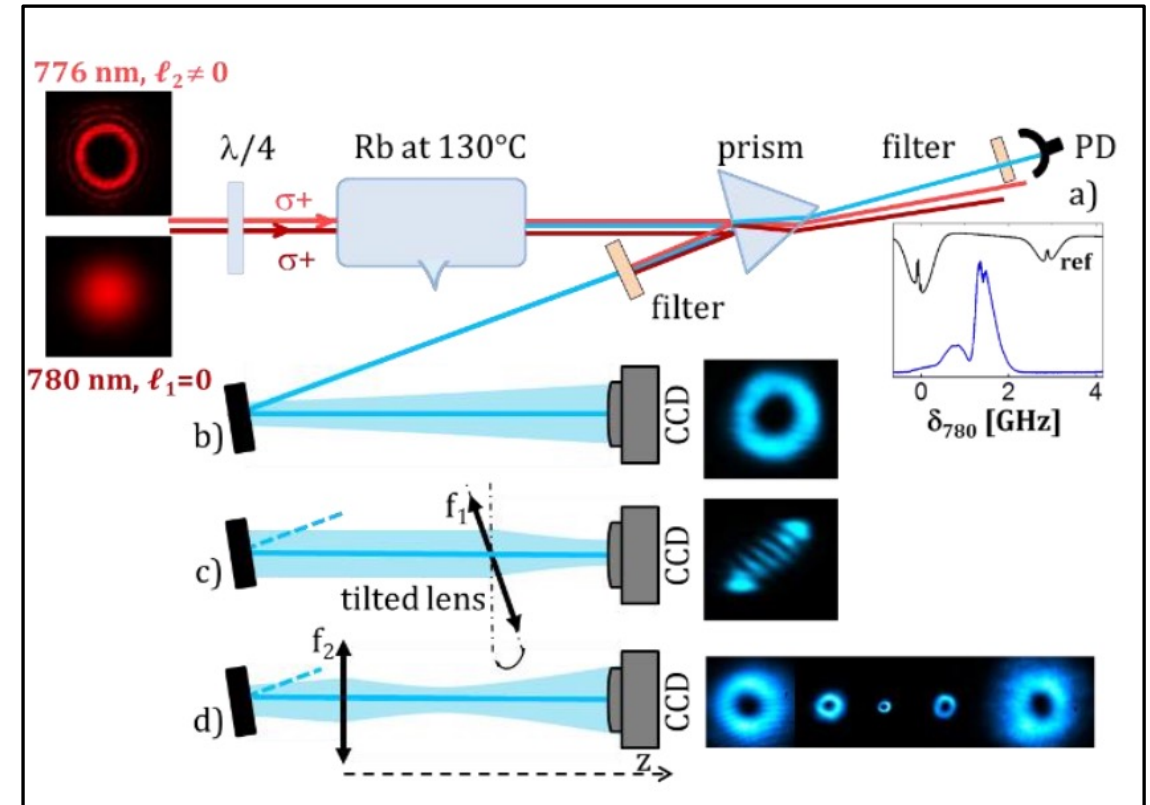 776 nm, ℓ₂≠ 0
λ/4
Rb at 130°C
prism
filter
PD
a)
σ+
σ+
ref
filter
780 nm, ℓ₁=0
0 2 4
δ₇₈₀ [GHz]
b)
CCD
f₁
c)
CCD
tilted lens
f₂
d)
CCD
z